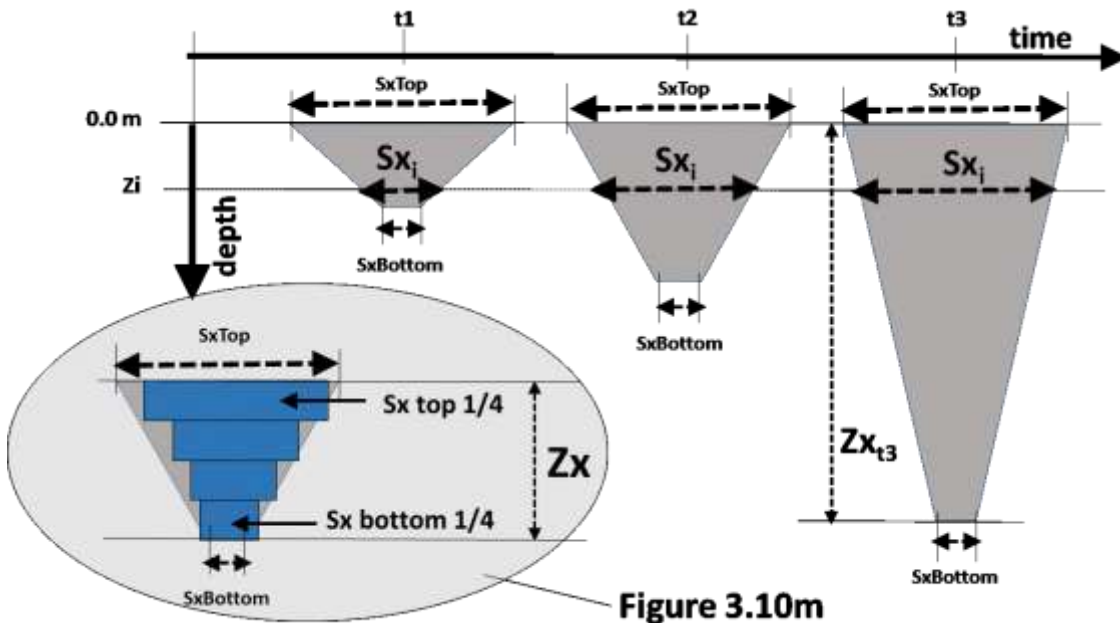 t1
t2
t3
time
SxTop
SxTop
SxTop
0.0 m
Sxi
Sxi
Sxi
Zi
depth
SxBottom
SxBottom
SxTop
Sx top 1/4
Zx
Zxt3
Sx bottom 1/4
SxBottom
SxBottom
Figure 3.10m